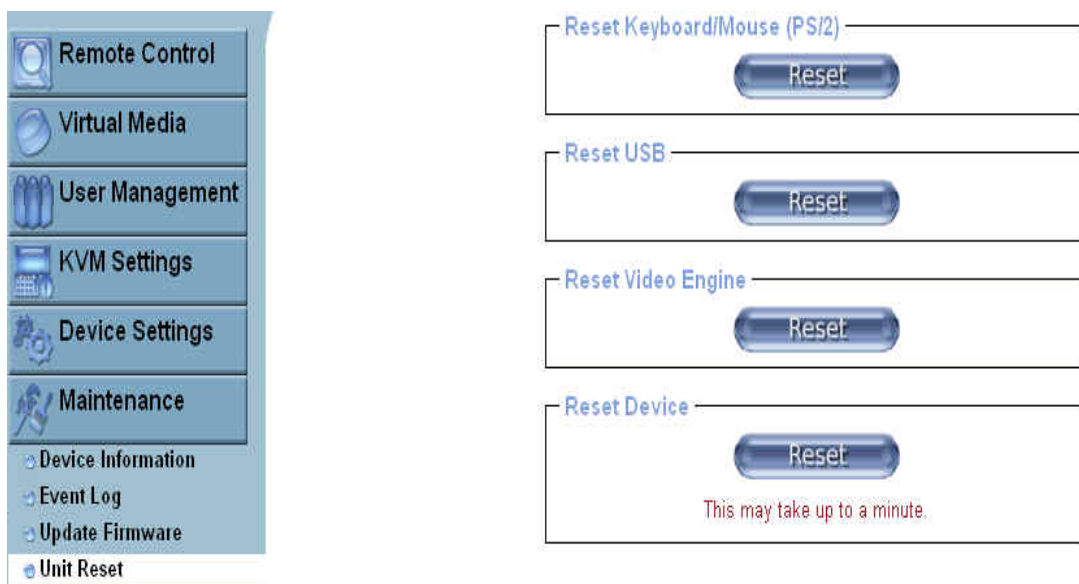 Remote Control
Virtual Media
User Management
KVM Settings
Device Settings
Maintenance
Device Information
Event Log
Update Firmware
Unit Reset
Reset Keyboard/Mouse (PS/2)
Reset
Reset USB
Reset
Reset Video Engine
Reset
Reset Device
Reset
This may take up to a minute.